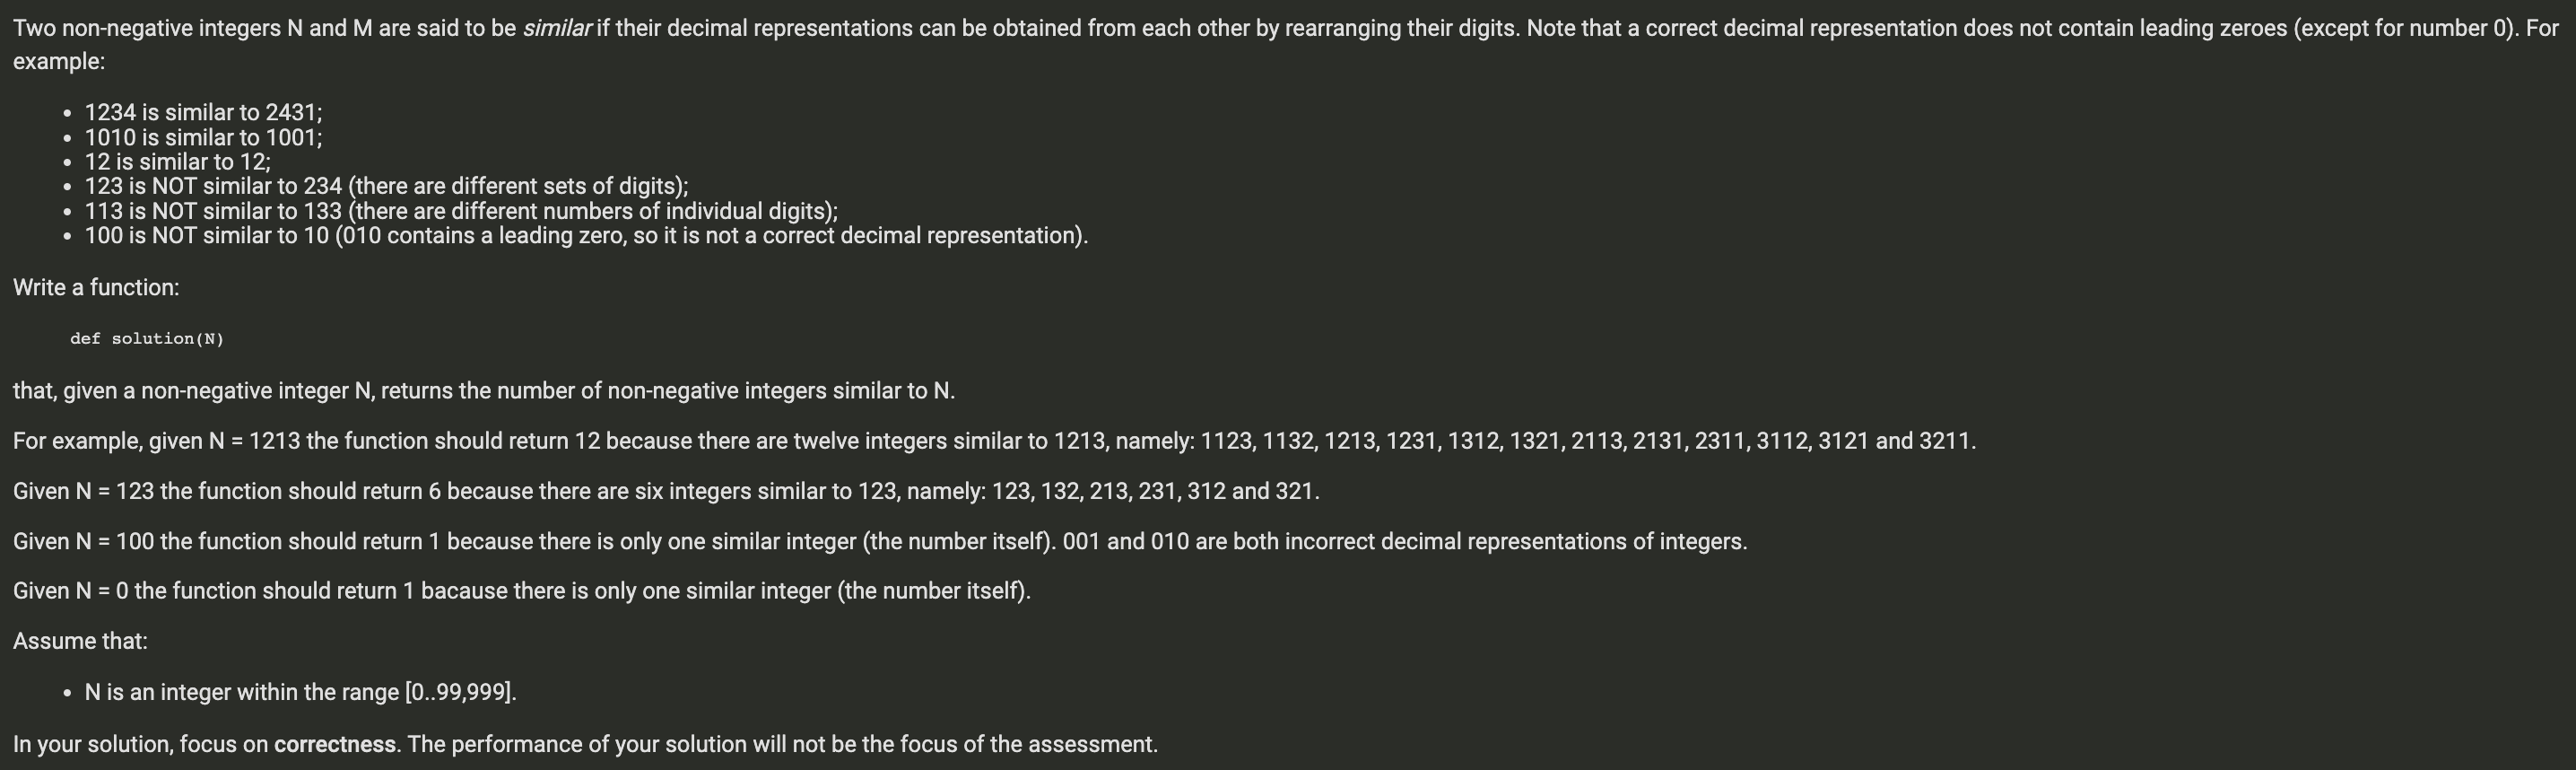 Two non-negative integers N and M are said to be similar if their decimal representations can be obtained from each other by rearranging their digits. Note that a correct decimal representation does not contain leading zeroes (except for number 0). For
example:
• 1234 is similar to 2431;
• 1010 is similar to 1001;
• 12 is similar to 12;
• 123 is NOT similar to 234 (there are different sets of digits);
• 113 is NOT similar to 133 (there are different numbers of individual digits);
• 100 is NOT similar to 10 (010 contains a leading zero, so it is not a correct decimal representation).
Write a function:
def solution(N)
that, given a non-negative integer N, returns the number of non-negative integers similar to N.
For example, given N = 1213 the function should return 12 because there are twelve integers similar to 1213, namely: 1123, 1132, 1213, 1231, 1312, 1321, 2113, 2131, 2311, 3112, 3121 and 3211.
Given N = 123 the function should return 6 because there are six integers similar to 123, namely: 123, 132, 213, 231, 312 and 321.
Given N = 100 the function should return 1 because there is only one similar integer (the number itself). 001 and 010 are both incorrect decimal representations of integers.
Given N = 0 the function should return 1 bacause there is only one similar integer (the number itself).
Assume that:
• N is an integer within the range [0..99,999].
In your solution, focus on correctness. The performance of your solution will not be the focus of the assessment.